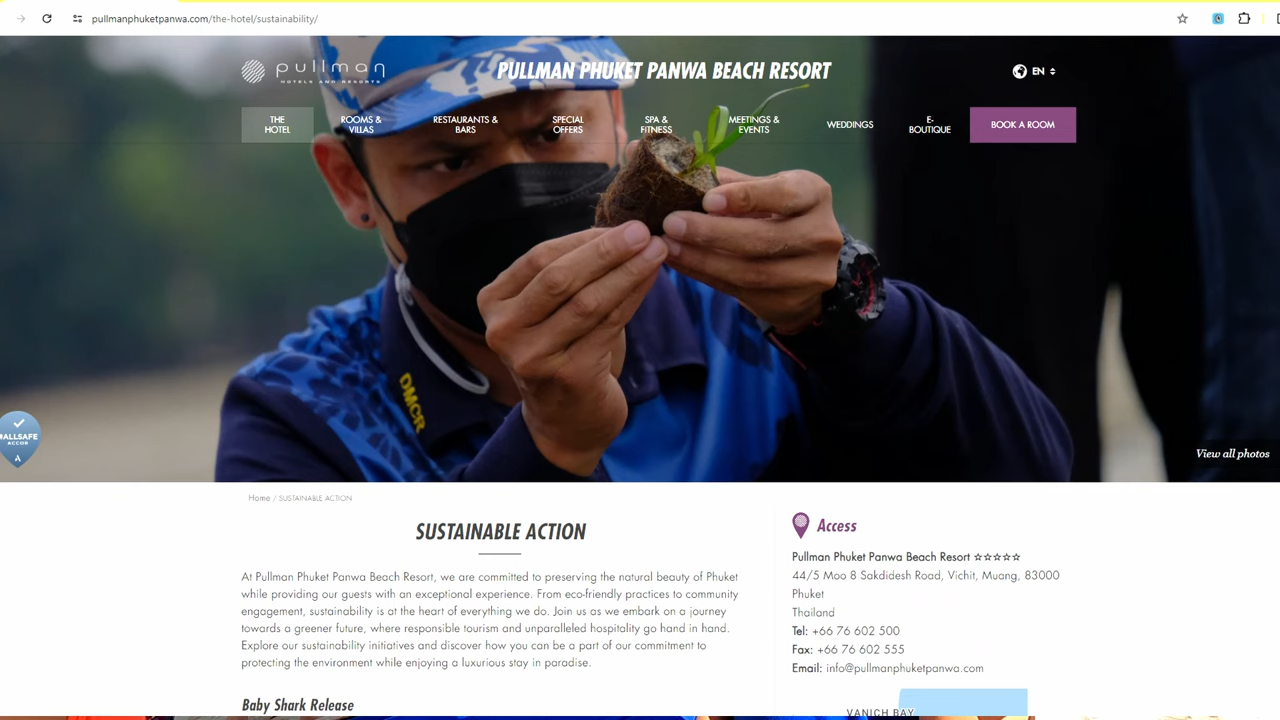 pullmanphuketpanwa.com/the-hotel/sustainability/
pullman
HOTELS AND RESORTS
PULLMAN PHUKET PANWA BEACH RESORT
EN
THE
HOTEL
ROOMS &
VILLAS
RESTAURANTS &
BARS
SPECIAL
OFFERS
SPA &
FITNESS
MEETINGS &
EVENTS
WEDDINGS
E-
BOUTIQUE
BOOK A ROOM
DMCR
ALLSAFE
ACCOR
View all photos
Home / SUSTAINABLE ACTION
SUSTAINABLE ACTION
At Pullman Phuket Panwa Beach Resort, we are committed to preserving the natural beauty of Phuket
while providing our guests with an exceptional experience. From eco-friendly practices to community
engagement, sustainability is at the heart of everything we do. Join us as we embark on a journey
towards a greener future, where responsible tourism and unparalleled hospitality go hand in hand.
Explore our sustainability initiatives and discover how you can be a part of our commitment to
protecting the environment while enjoying a luxurious stay in paradise.
Baby Shark Release
Access
Pullman Phuket Panwa Beach Resort ☆☆☆☆☆
44/5 Moo 8 Sakdidesh Road, Vichit, Muang, 83000
Phuket
Thailand
Tel: +66 76 602 500
Fax: +66 76 602 555
Email: info@pullmanphuketpanwa.com
VANICH BAY